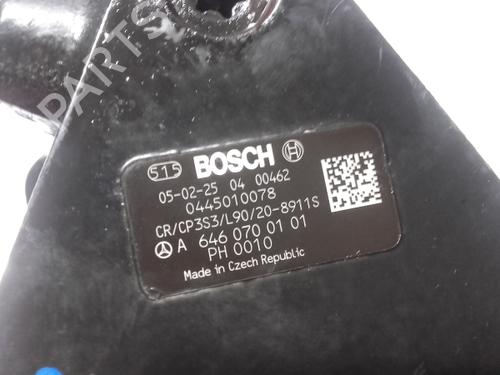 PARTS
515 BOSCH
05-02-25 04 00462
0445010078
CR/CP3S3/L90/20-8911S
A 646 070 01 01
PH 0010
Made in Czech Republic